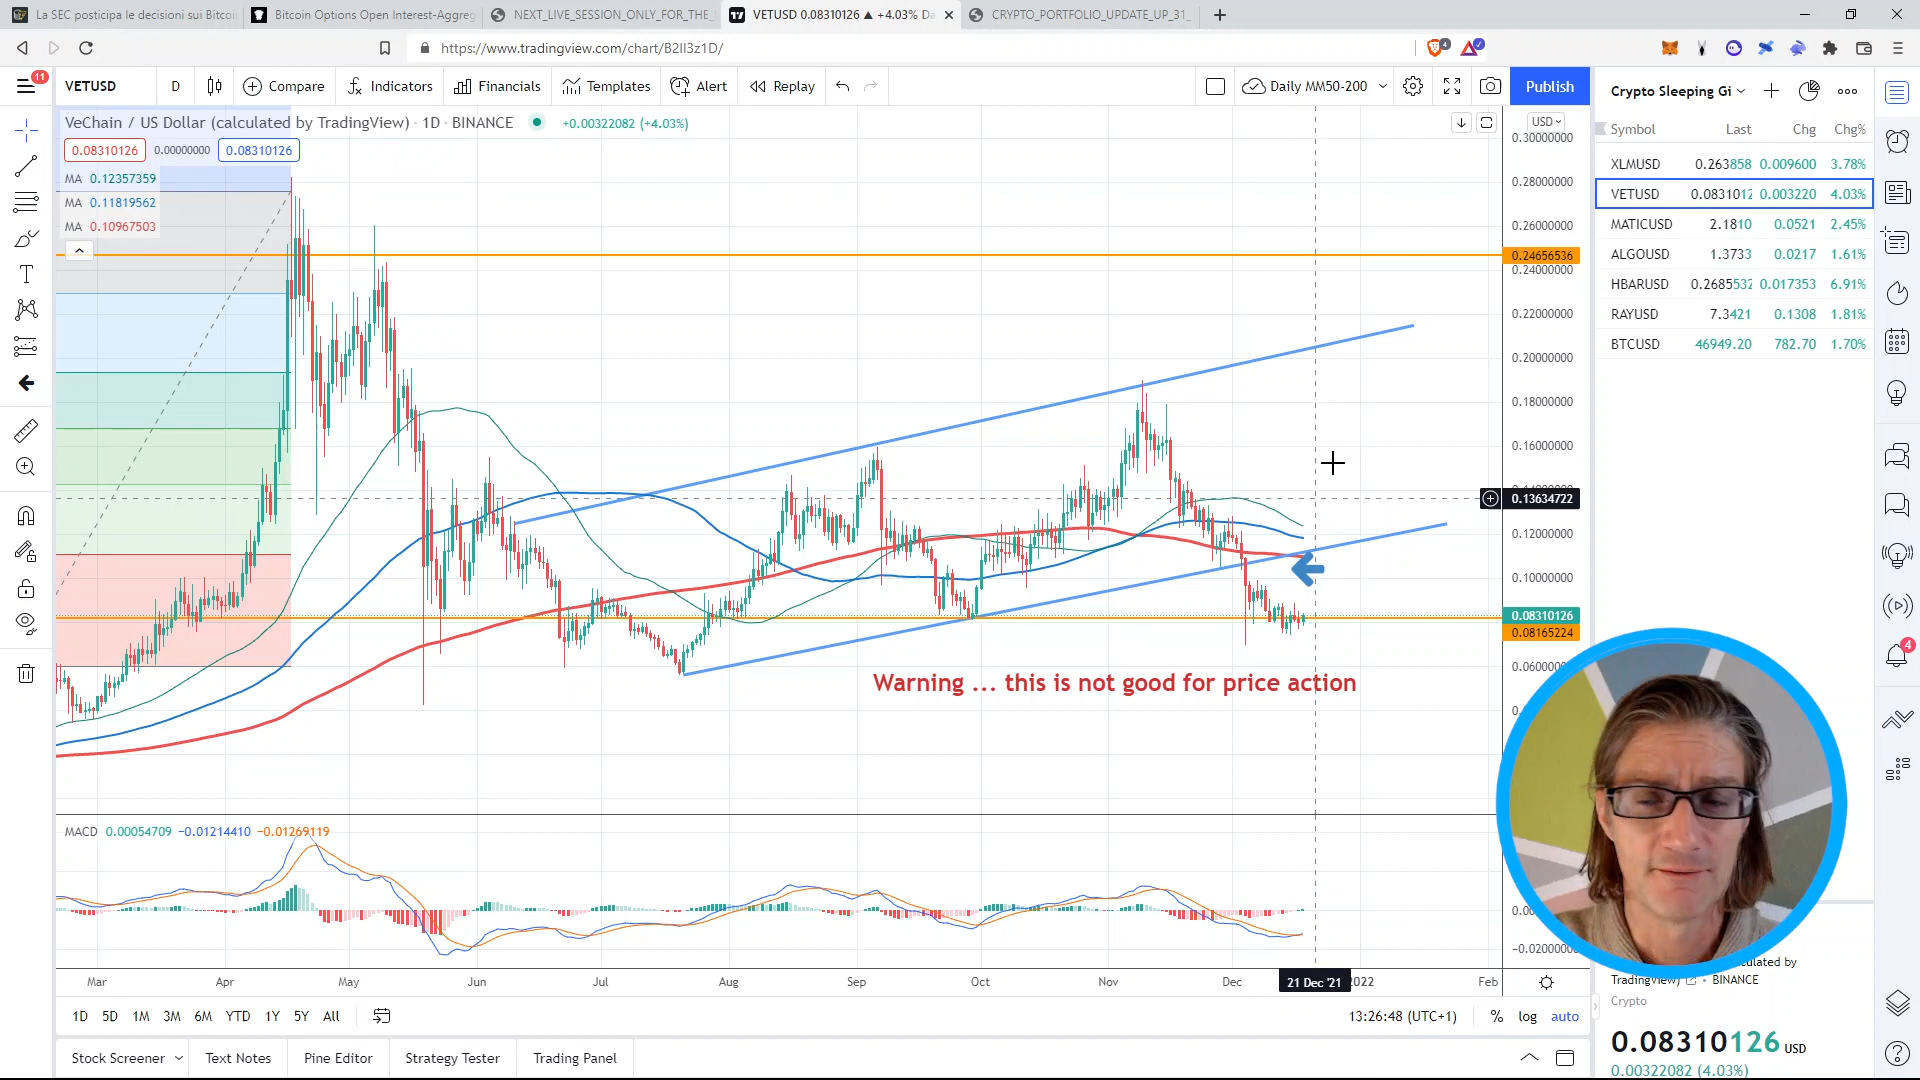 La SEC posticipa le decisioni sui Bitcoi
Bitcoin Options Open Interest-Aggreg
NEXT_LIVE_SESSION_ONLY_FOR_THE_
VETUSD 0.08310126 ▲ +4.03% Da
CRYPTO_PORTFOLIO_UPDATE_UP_31_
https://www.tradingview.com/chart/B2II3z1D/
4
11
VETUSD
D
Compare
Indicators
Financials
Templates
Alert
Replay
Daily MM50-200
Publish
VeChain / US Dollar (calculated by TradingView) · 1D · BINANCE
+0.00322082 (+4.03%)
0.08310126 0.00000000 0.08310126
MA 0.12357359
MA 0.11819562
MA 0.10967503
USD
0.30000000
0.28000000
0.26000000
0.24656536
0.24000000
0.22000000
0.20000000
0.18000000
0.16000000
0.13634722
0.12000000
0.10000000
0.08310126
0.08165224
Warning ... this is not good for price action
MACD 0.00054709 −0.01214410 −0.01269119
Mar Apr May Jun Jul Aug Sep Oct Nov Dec 21 Dec '21 2022 Feb
1D 5D 1M 3M 6M YTD 1Y 5Y All
13:26:48 (UTC+1) % log auto
Stock Screener Text Notes Pine Editor Strategy Tester Trading Panel
Crypto Sleeping Gi
Symbol Last Chg Chg%
XLMUSD 0.263858 0.009600 3.78%
VETUSD 0.0831012 0.003220 4.03%
MATICUSD 2.1810 0.0521 2.45%
ALGOUSD 1.3733 0.0217 1.61%
HBARUSD 0.2685532 0.017353 6.91%
RAYUSD 7.3421 0.1308 1.81%
BTCUSD 46949.20 782.70 1.70%
4
TradingView) · BINANCE
Crypto
0.08310126 USD
0.00322082 (4.03%)